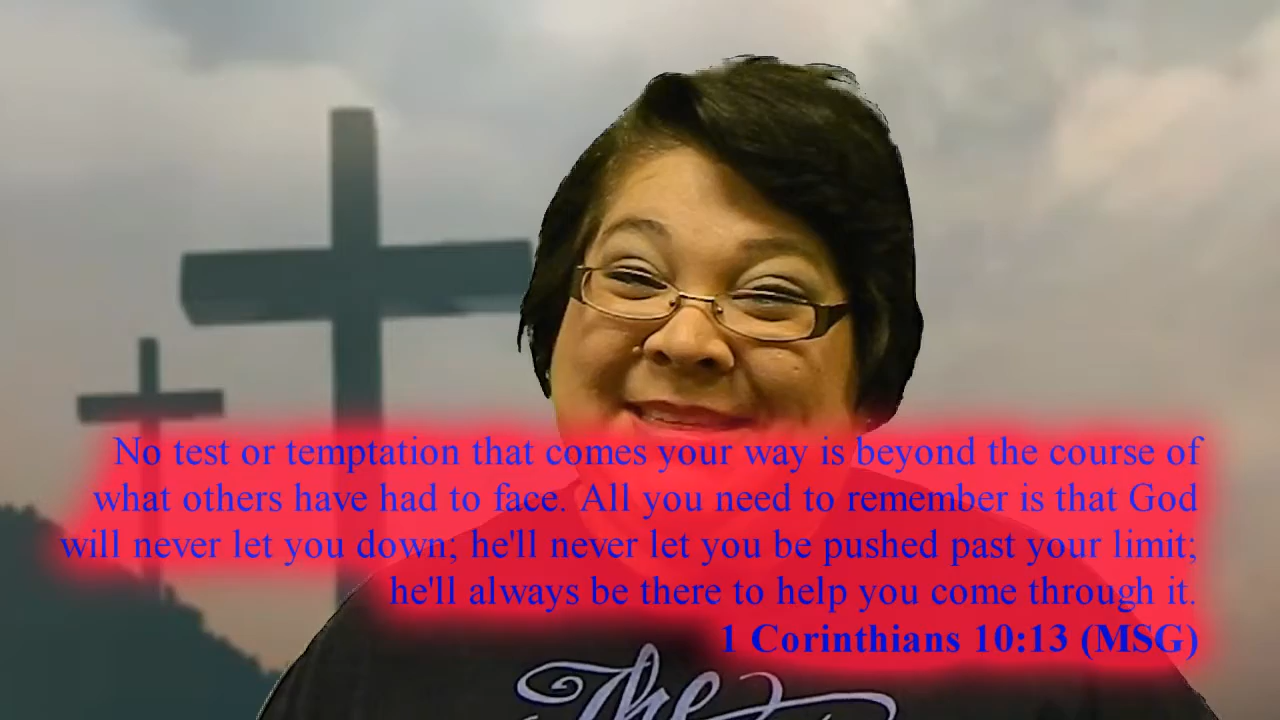 No test or temptation that comes your way is beyond the course of
what others have had to face. All you need to remember is that God
will never let you down; he'll never let you be pushed past your limit;
he'll always be there to help you come through it.
1 Corinthians 10:13 (MSG)
The